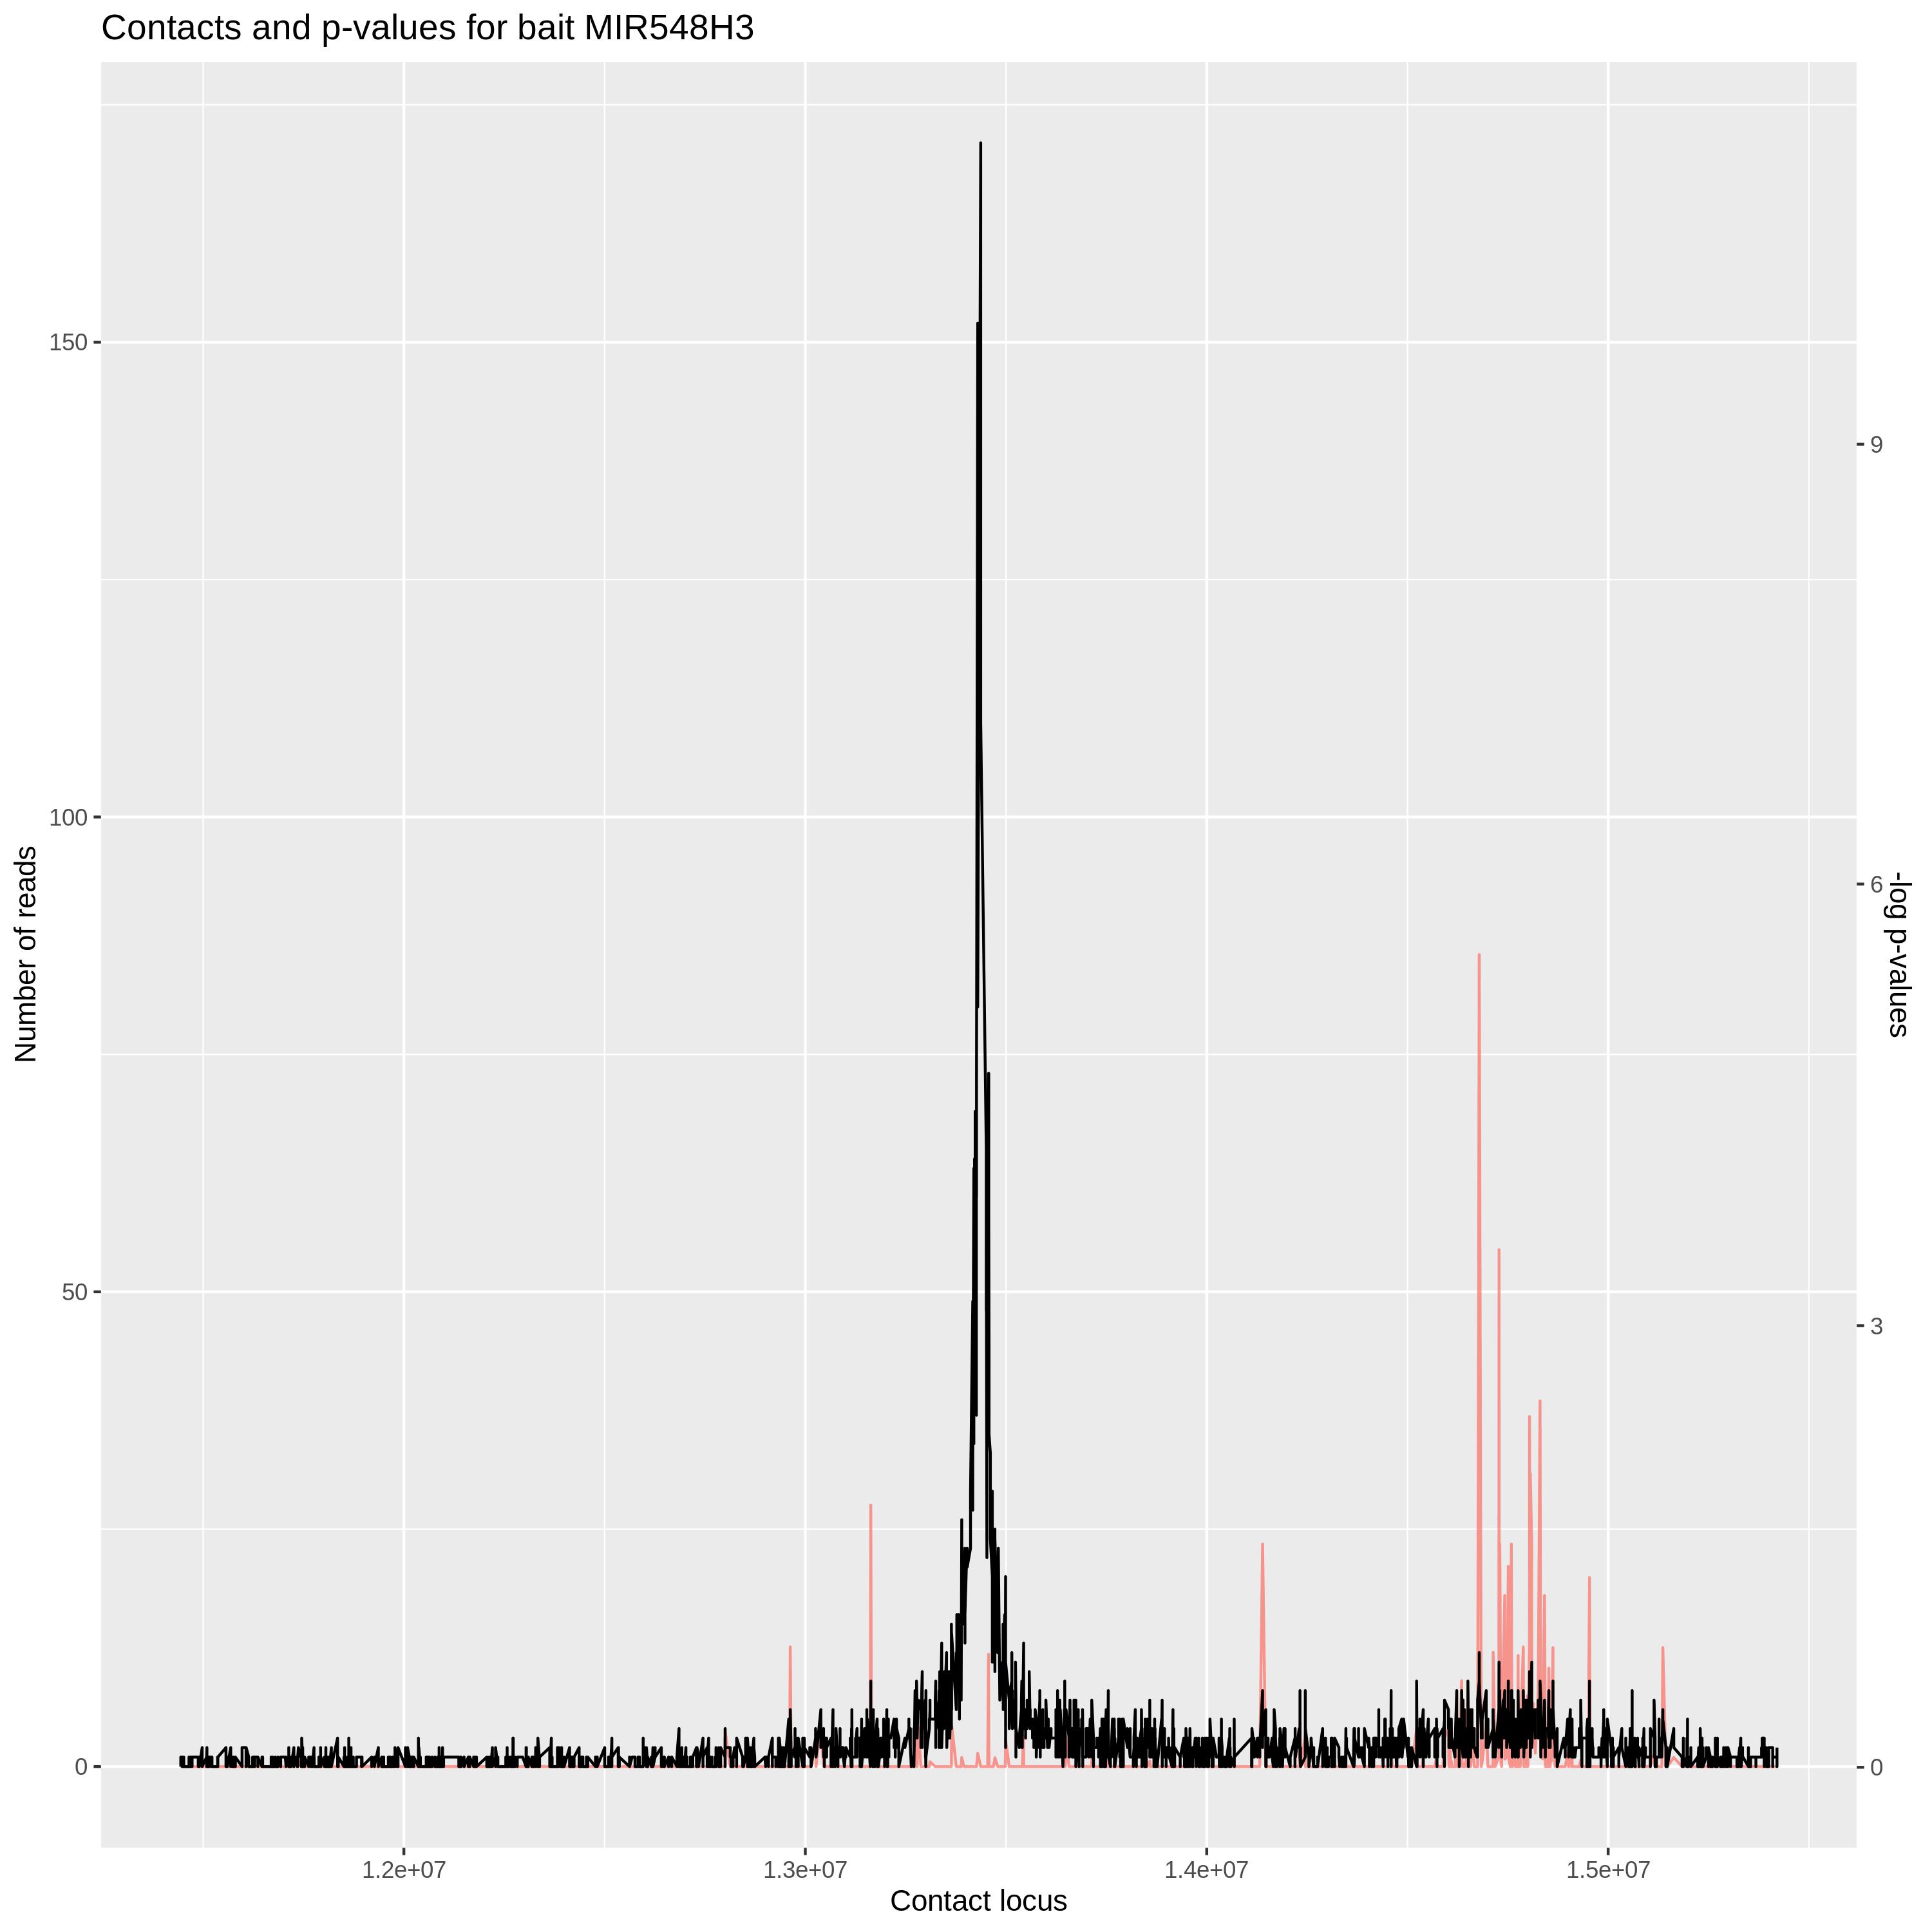 Contacts and p-values for bait MIR548H3
150
100
50
0
Number of reads
9
6
3
0
-log p-values
1.2e+07
1.3e+07
1.4e+07
1.5e+07
Contact locus